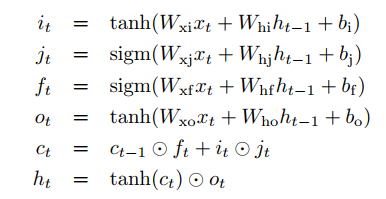 i_t = tanh(W_xi x_t + W_hi h_{t−1} + b_i)
j_t = sigm(W_xj x_t + W_hj h_{t−1} + b_j)
f_t = sigm(W_xf x_t + W_hf h_{t−1} + b_f)
o_t = tanh(W_xo x_t + W_ho h_{t−1} + b_o)
c_t = c_{t−1} ⊙ f_t + i_t ⊙ j_t
h_t = tanh(c_t) ⊙ o_t